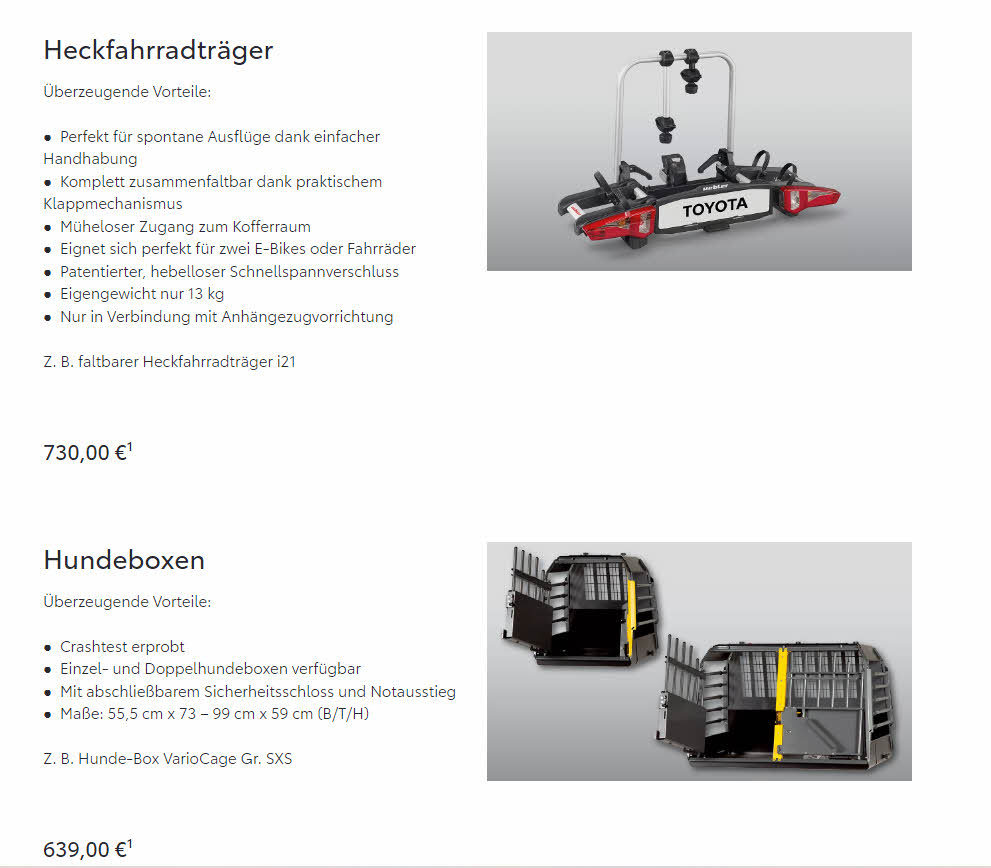 Heckfahrradträger
Überzeugende Vorteile:
● Perfekt für spontane Ausflüge dank einfacher
Handhabung
● Komplett zusammenfaltbar dank praktischem
Klappmechanismus
● Müheloser Zugang zum Kofferraum
● Eignet sich perfekt für zwei E-Bikes oder Fahrräder
● Patentierter, hebelloser Schnellspannverschluss
● Eigengewicht nur 13 kg
● Nur in Verbindung mit Anhängezugvorrichtung
Z. B. faltbarer Heckfahrradträger i21
730,00 €¹
uebler
TOYOTA
Hundeboxen
Überzeugende Vorteile:
● Crashtest erprobt
● Einzel- und Doppelhundeboxen verfügbar
● Mit abschließbarem Sicherheitsschloss und Notausstieg
● Maße: 55,5 cm x 73 – 99 cm x 59 cm (B/T/H)
Z. B. Hunde-Box VarioCage Gr. SXS
639,00 €¹